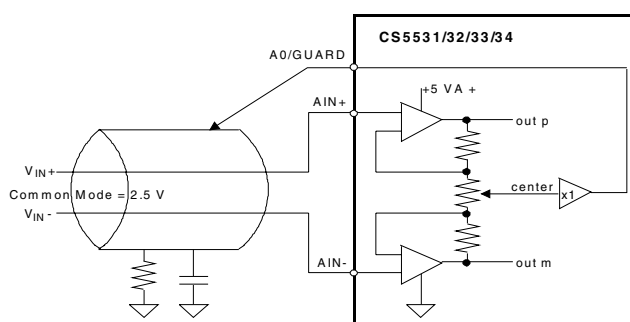 CS5531/32/33/34
A0/GUARD
+5 VA +
AIN+
out p
VIN+
center
x1
Common Mode = 2.5 V
VIN -
AIN-
out m